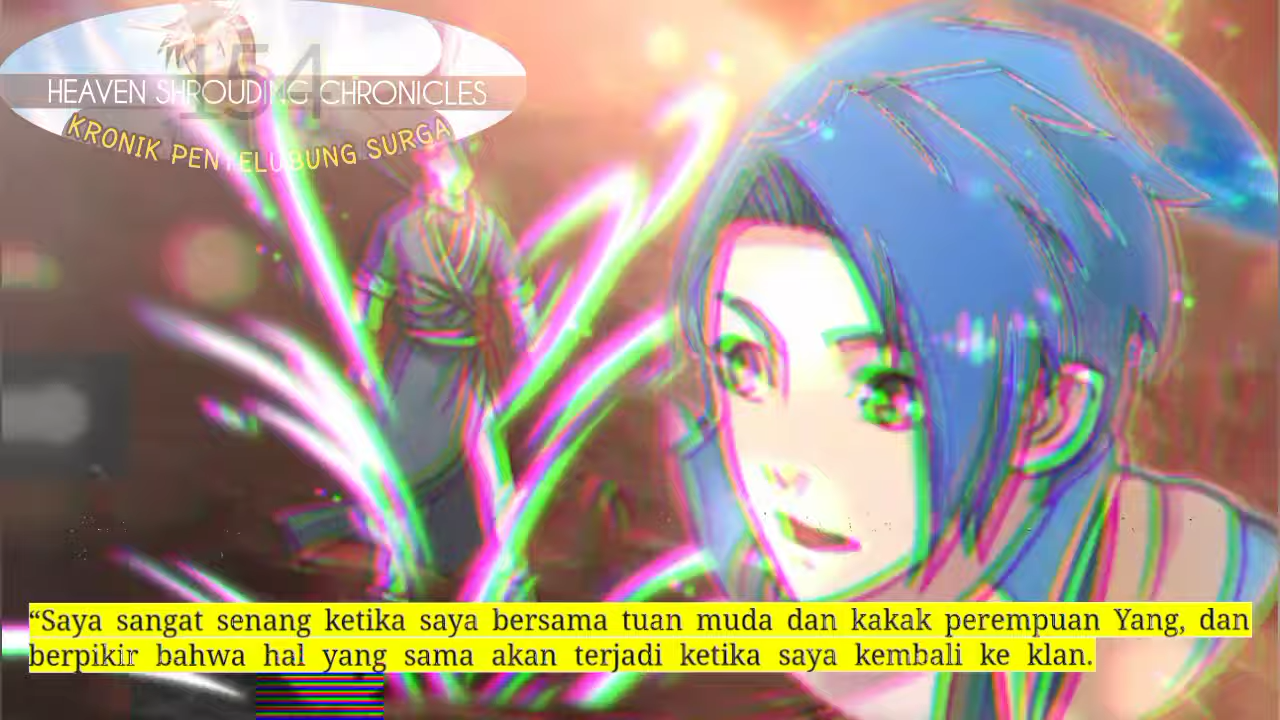 154
HEAVEN SHROUDING CHRONICLES
KRONIK PENYELUBUNG SURGA
“Saya sangat senang ketika saya bersama tuan muda dan kakak perempuan Yang, dan
berpikir bahwa hal yang sama akan terjadi ketika saya kembali ke klan.